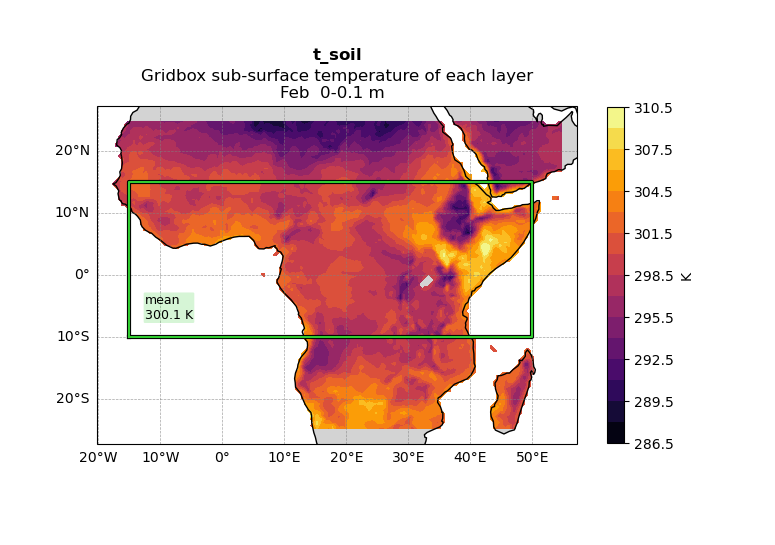 t_soil
Gridbox sub-surface temperature of each layer
Feb  0-0.1 m
20°N
10°N
0°
10°S
20°S
20°W
10°W
0°
10°E
20°E
30°E
40°E
50°E
mean
300.1 K
310.5
307.5
304.5
301.5
298.5
295.5
292.5
289.5
286.5
K